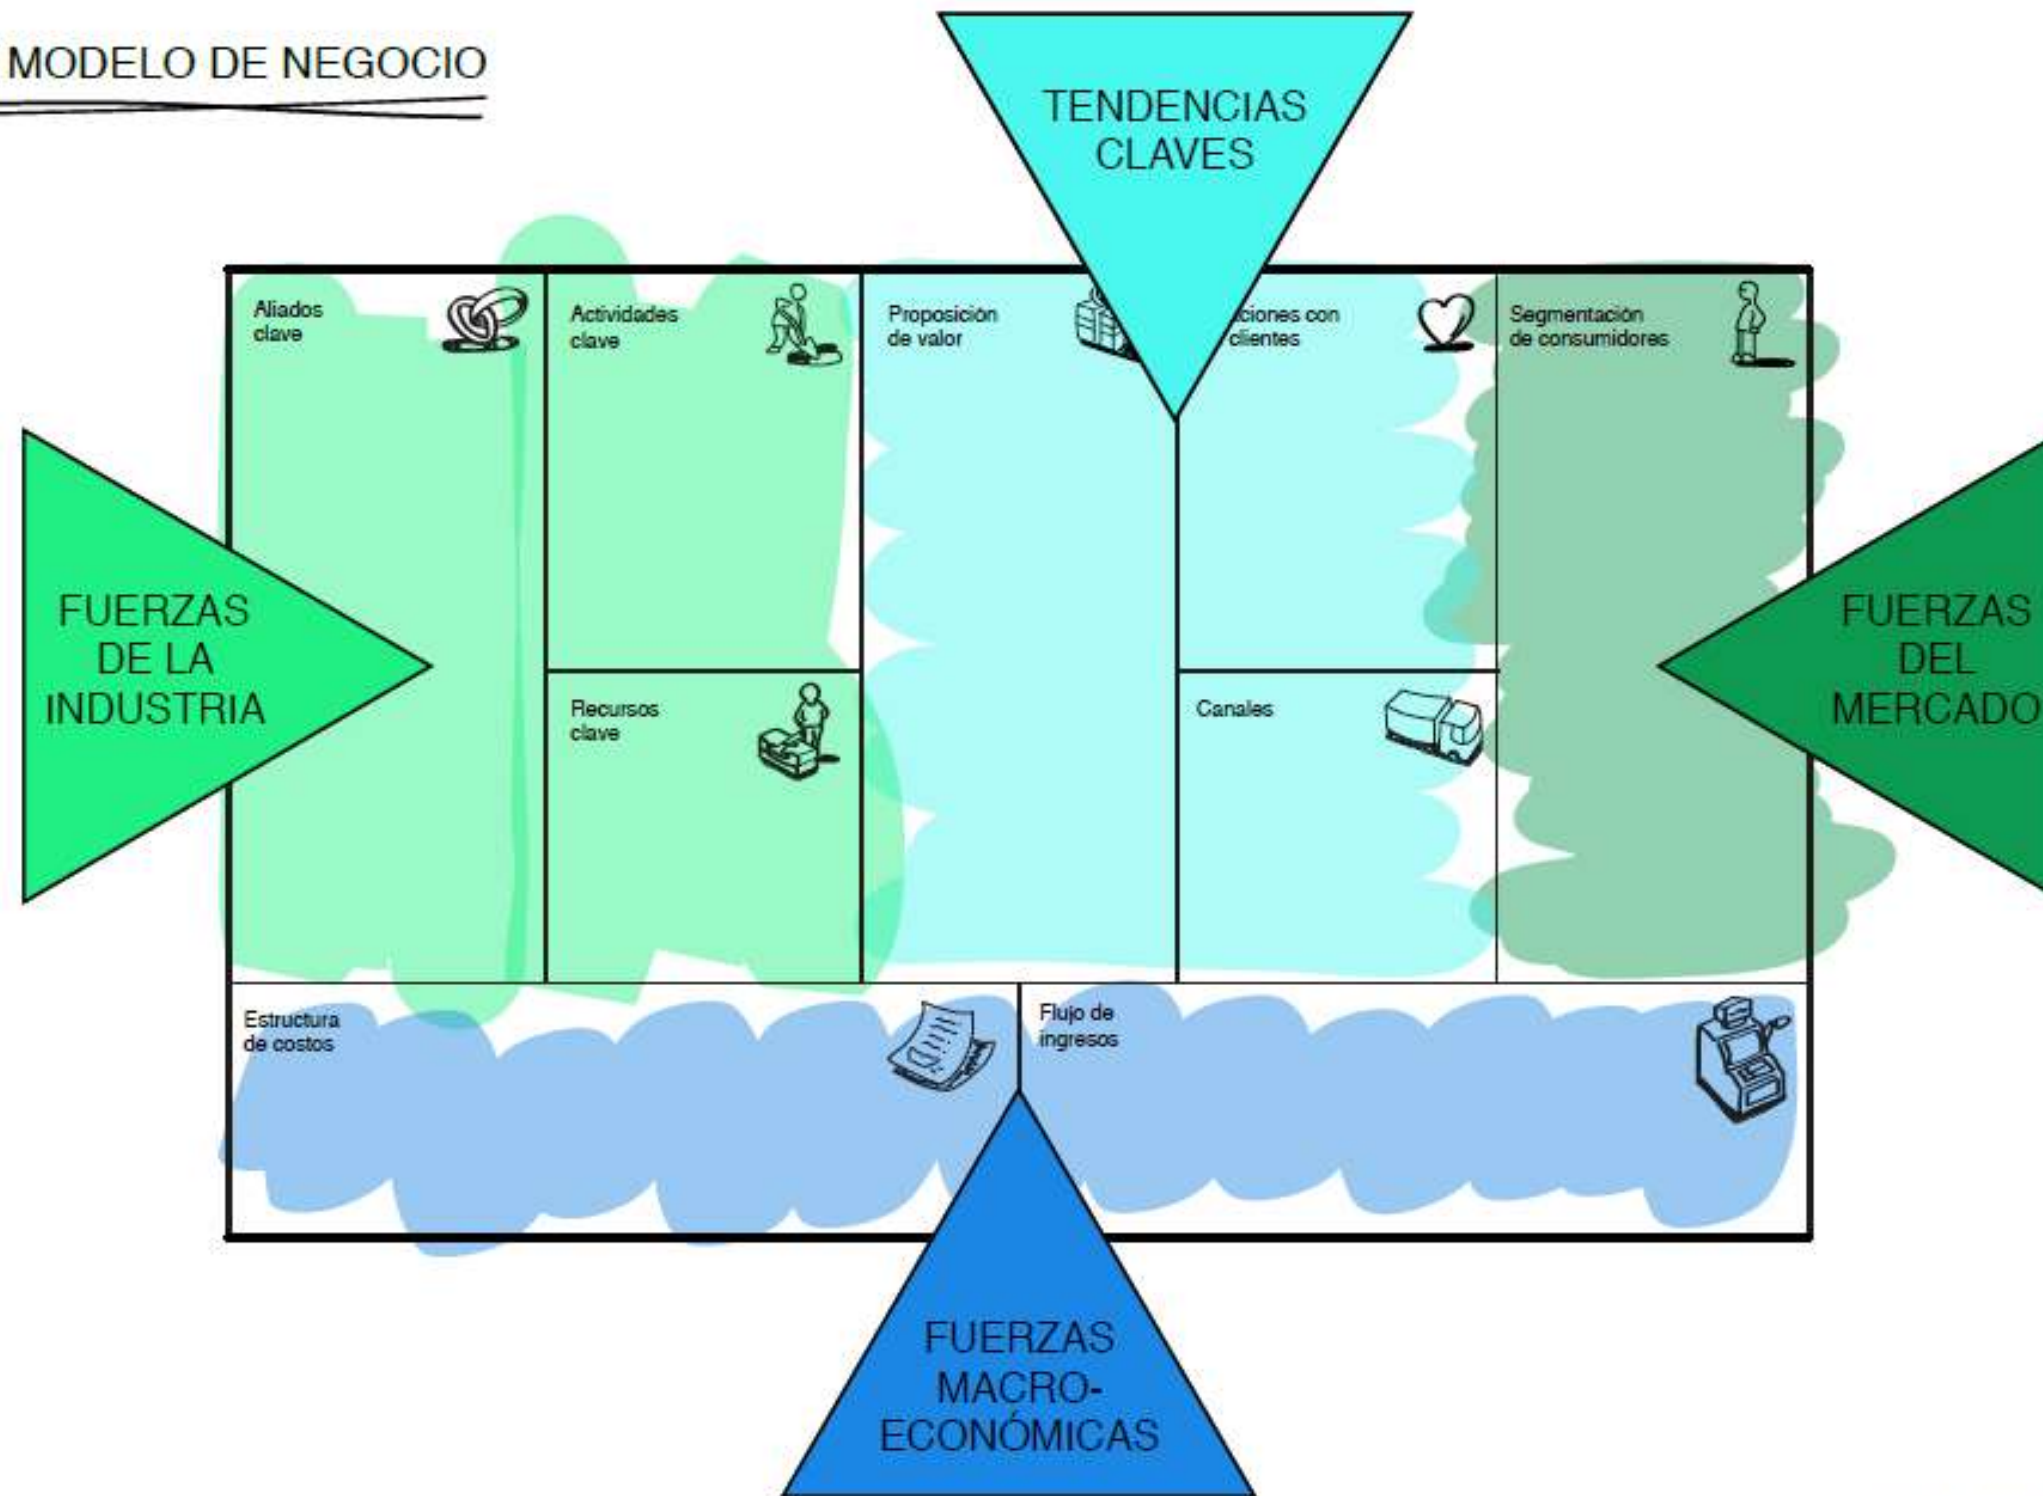 MODELO DE NEGOCIO
TENDENCIAS
CLAVES
Aliados
clave
Actividades
clave
Proposición
de valor
ciones con
clientes
Segmentación
de consumidores
FUERZAS
DE LA
INDUSTRIA
FUERZAS
DEL
MERCADO
Recursos
clave
Canales
Estructura
de costos
Flujo de
ingresos
FUERZAS
MACRO-
ECONÓMICAS